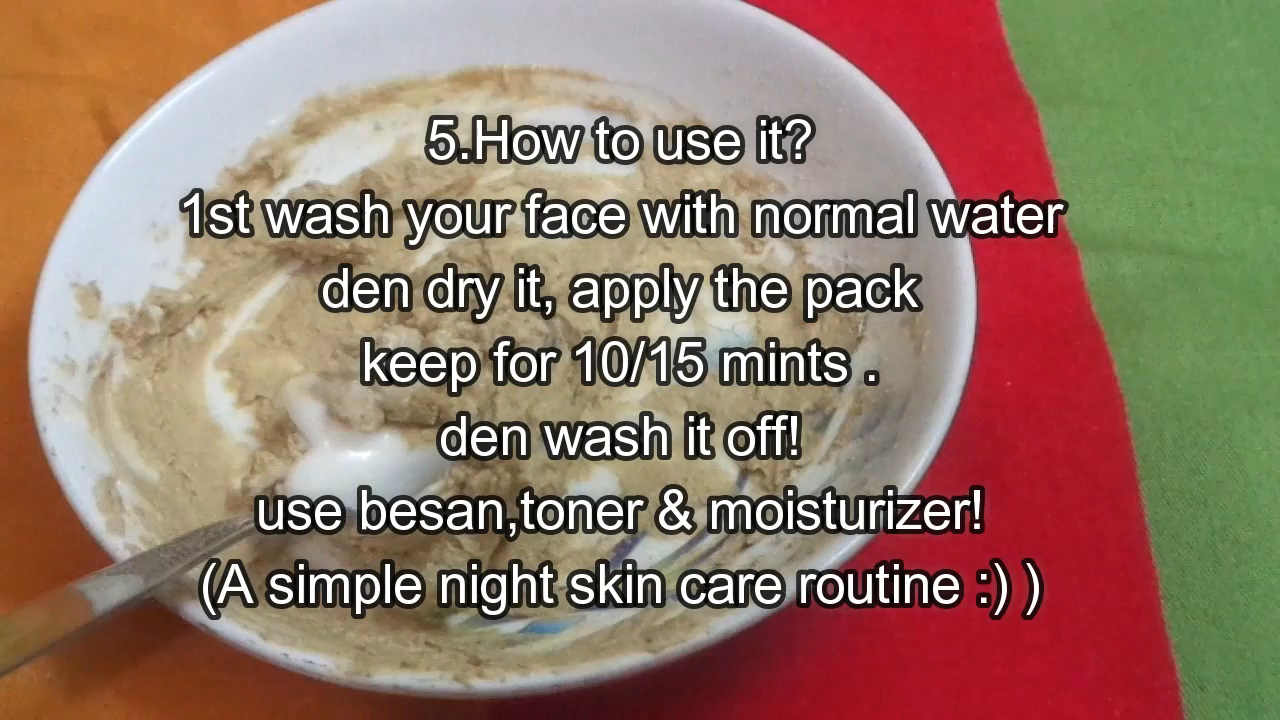 5.How to use it?
1st wash your face with normal water
den dry it, apply the pack
keep for 10/15 mints .
den wash it off!
use besan,toner & moisturizer!
(A simple night skin care routine :) )